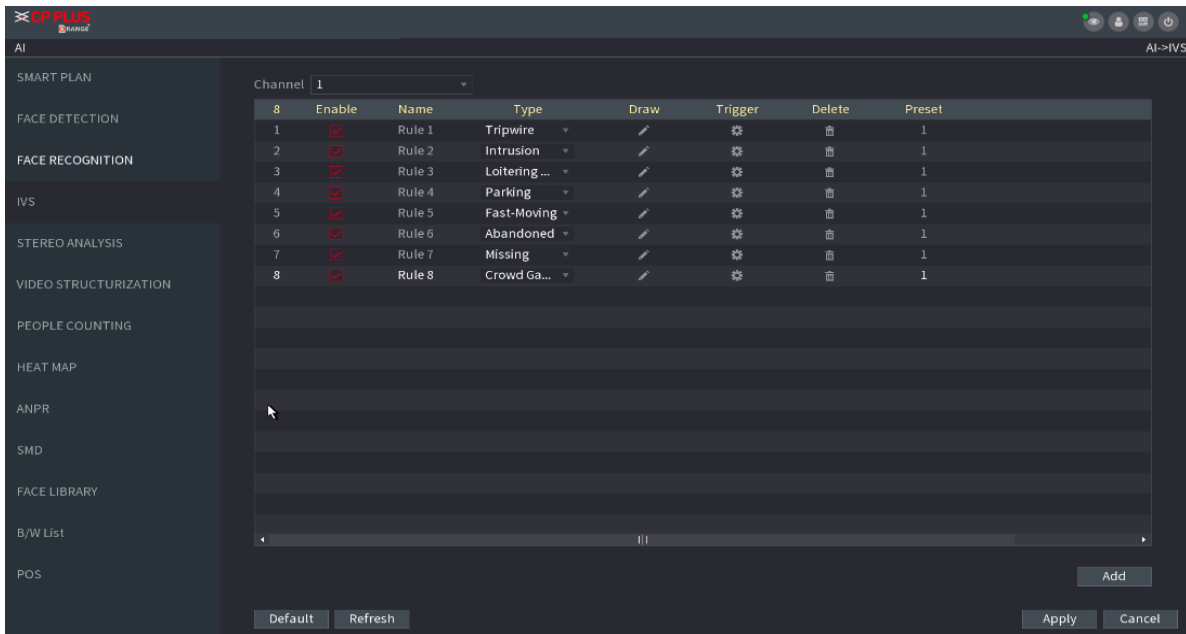 CP PLUS
ORANGE
AI AI->IVS
SMART PLAN
FACE DETECTION
FACE RECOGNITION
IVS
STEREO ANALYSIS
VIDEO STRUCTURIZATION
PEOPLE COUNTING
HEAT MAP
ANPR
SMD
FACE LIBRARY
B/W List
POS
Channel 1
8 Enable Name Type Draw Trigger Delete Preset
1 Rule 1 Tripwire 1
2 Rule 2 Intrusion 1
3 Rule 3 Loitering ... 1
4 Rule 4 Parking 1
5 Rule 5 Fast-Moving 1
6 Rule 6 Abandoned 1
7 Rule 7 Missing 1
8 Rule 8 Crowd Ga... 1
Add
Default Refresh Apply Cancel